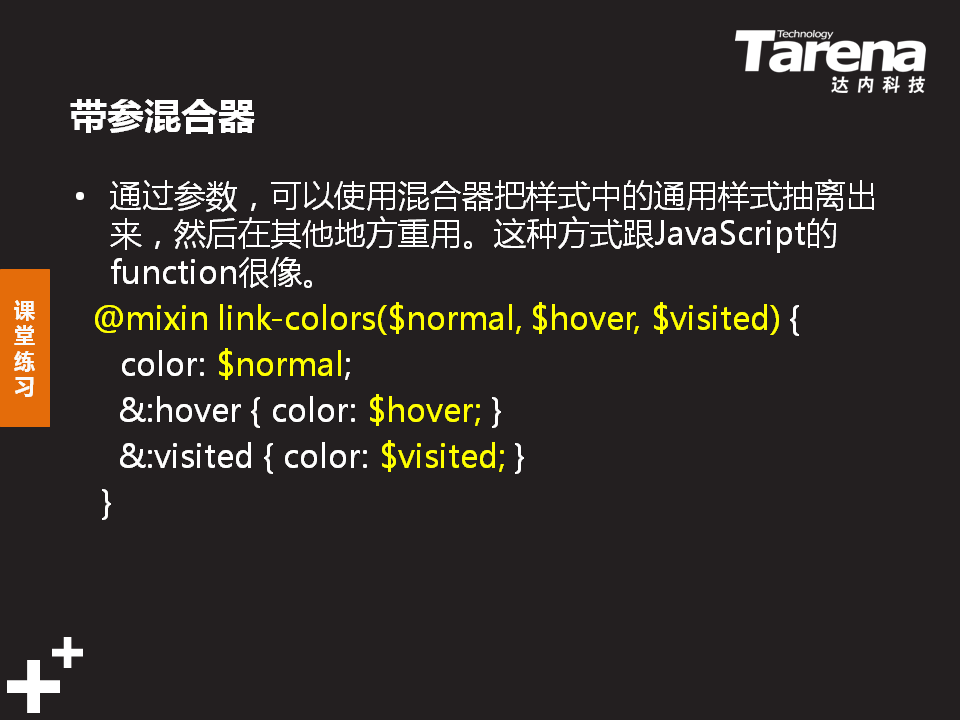 Technology
Tarena
达内科技
带参混合器
• 通过参数，可以使用混合器把样式中的通用样式抽离出
来，然后在其他地方重用。这种方式跟JavaScript的
function很像。
@mixin link-colors($normal, $hover, $visited) {
color: $normal;
&:hover { color: $hover; }
&:visited { color: $visited; }
}
课
堂
练
习